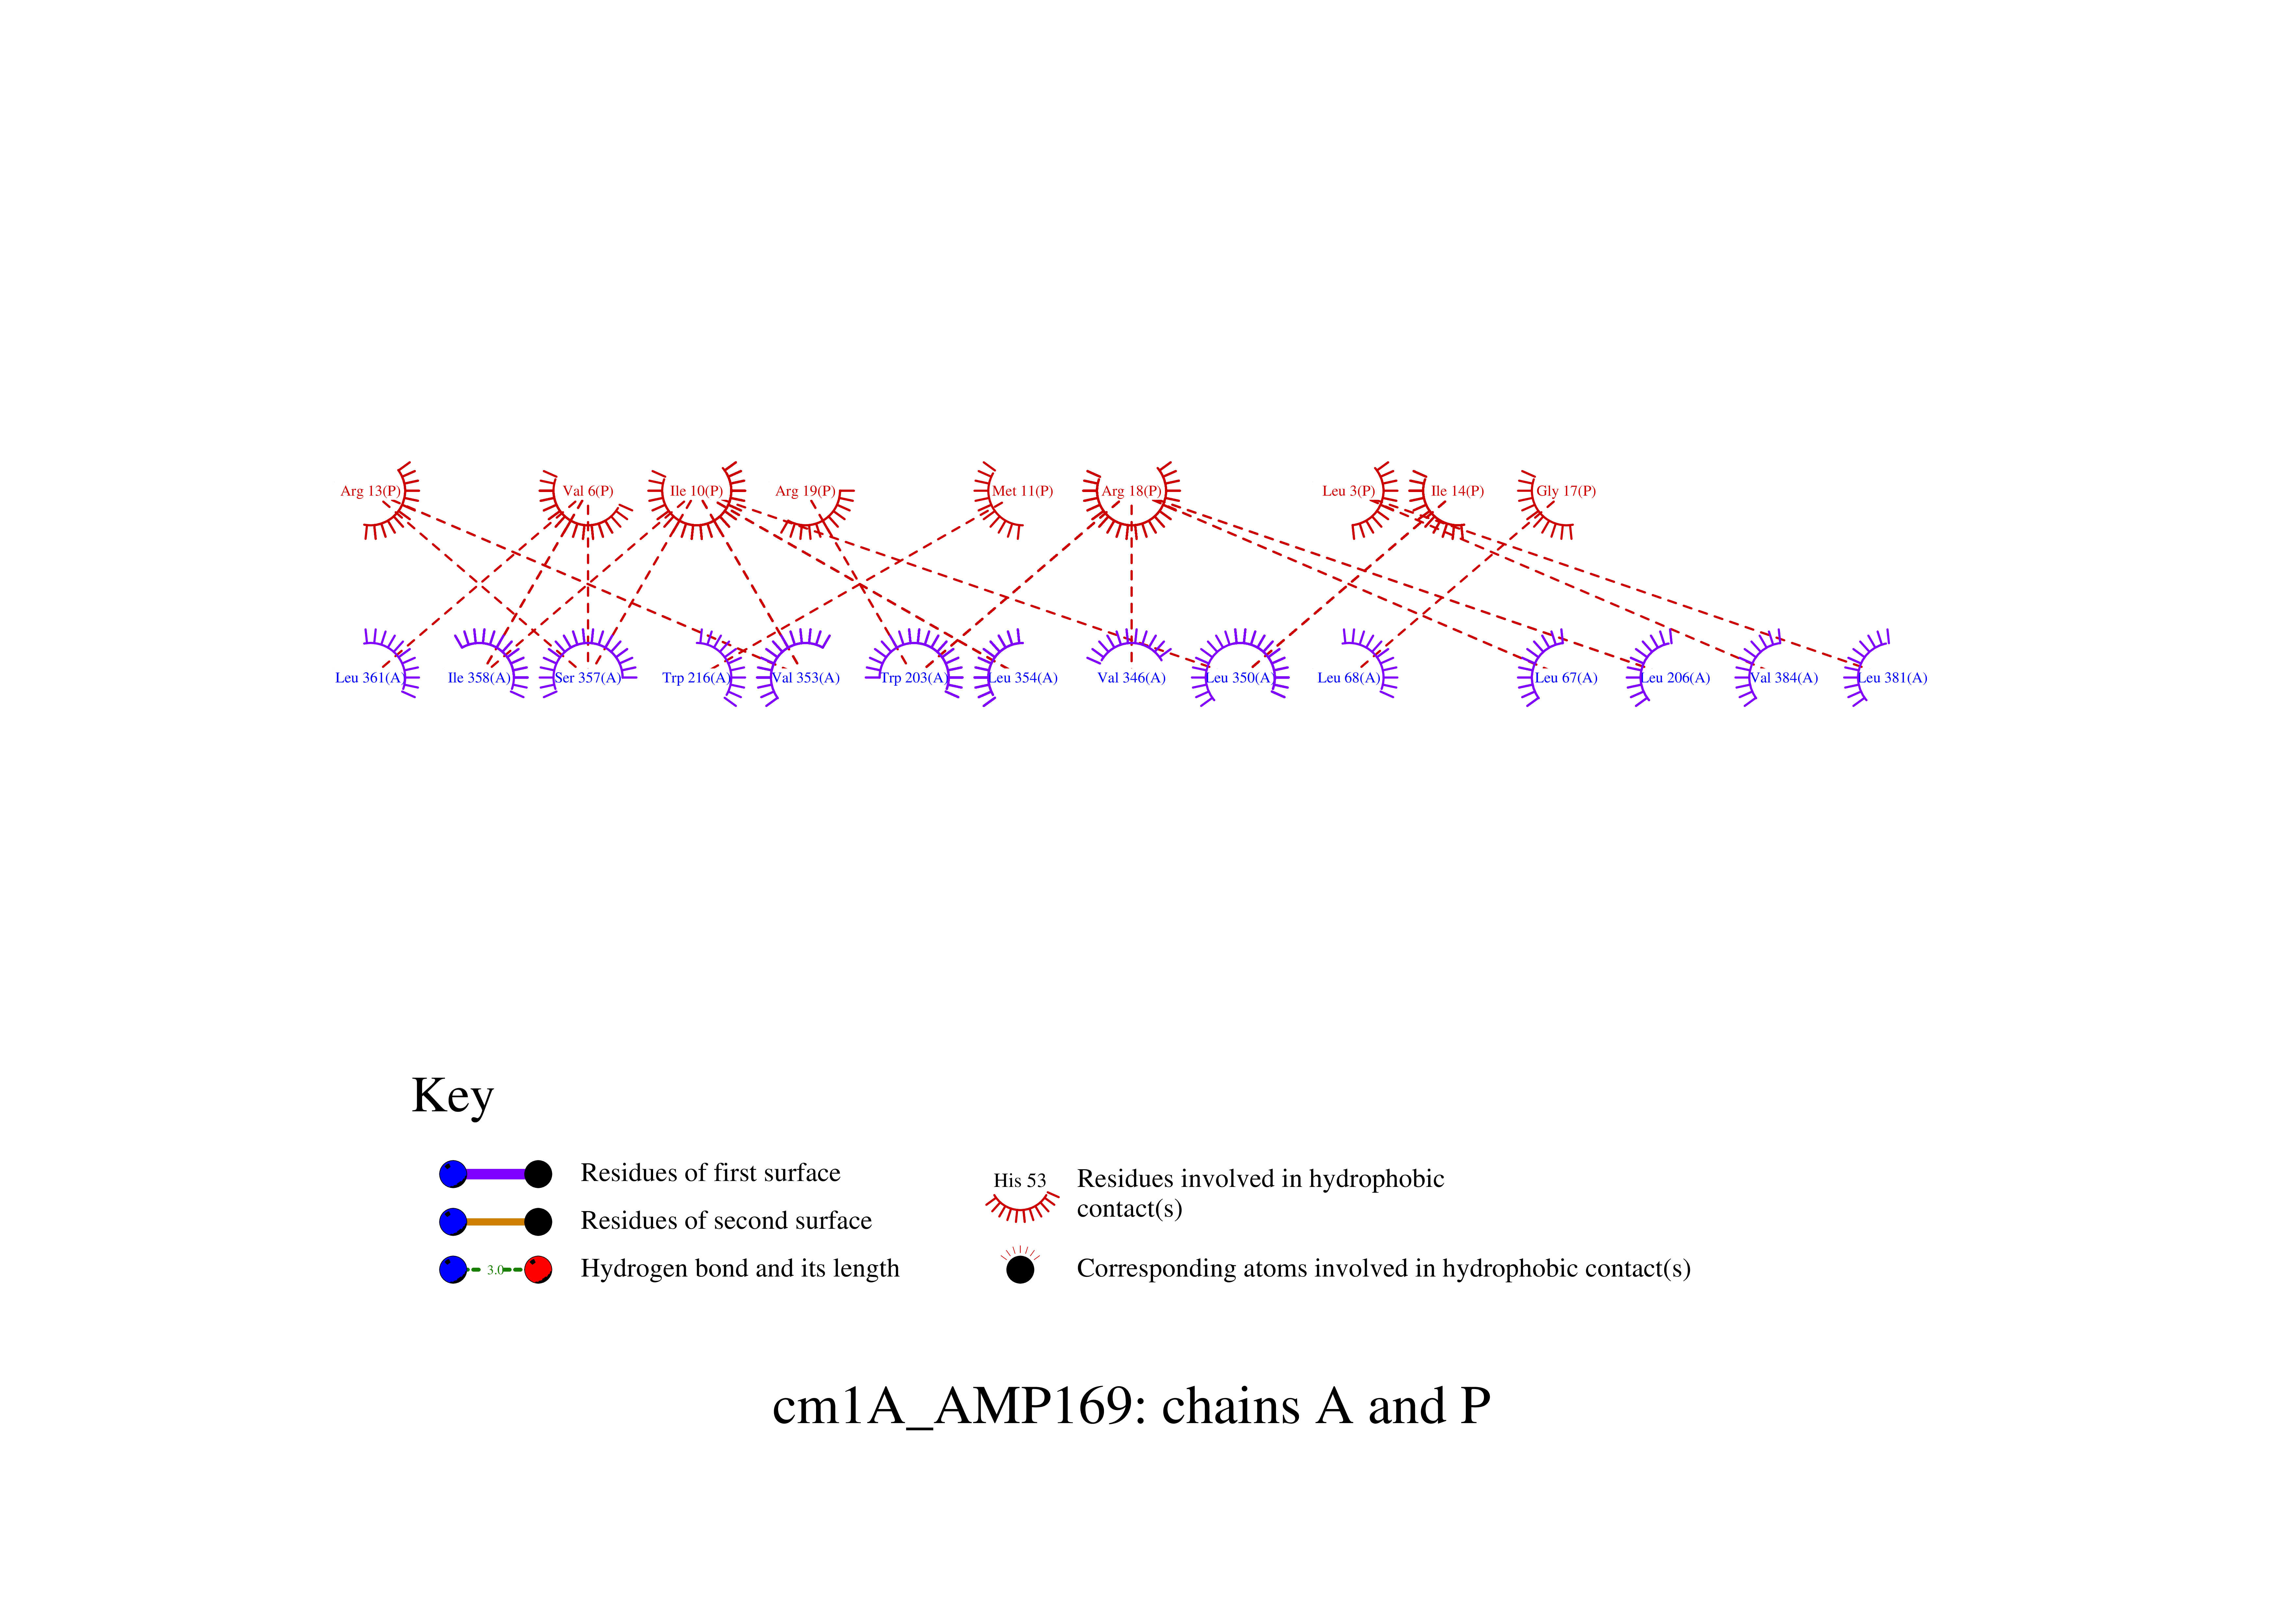 Arg 13(P) Val 6(P) Ile 10(P) Arg 19(P) Met 11(P) Arg 18(P) Leu 3(P) Ile 14(P) Gly 17(P)
Leu 361(A) Ile 358(A) Ser 357(A) Trp 216(A) Val 353(A) Trp 203(A) Leu 354(A) Val 346(A) Leu 350(A) Leu 68(A) Leu 67(A) Leu 206(A) Val 384(A) Leu 381(A)
Key
Residues of first surface
Residues of second surface
3.0 Hydrogen bond and its length
His 53 Residues involved in hydrophobic
contact(s)
Corresponding atoms involved in hydrophobic contact(s)
cm1A_AMP169: chains A and P